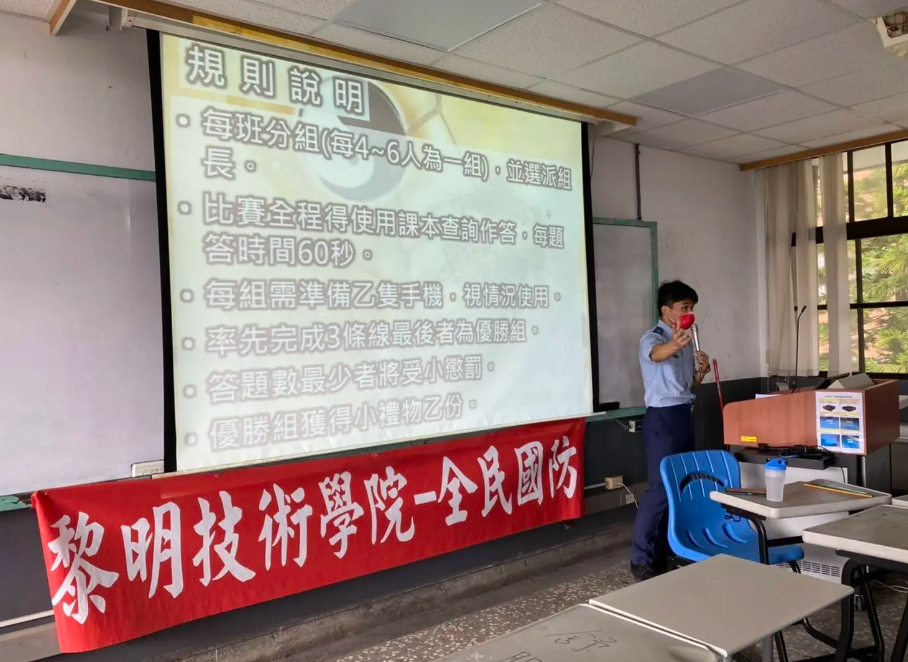 規則說明
• 每班分組(每4~6人為一組)，並選派組
長。
• 比賽全程得使用課本查詢作答，每題
答時間60秒。
• 每組需準備乙隻手機，視情況使用。
• 率先完成3條線最後者為優勝組。
• 答題數最少者將受小懲罰。
• 優勝組獲得小禮物乙份。
黎明技術學院-全民國防